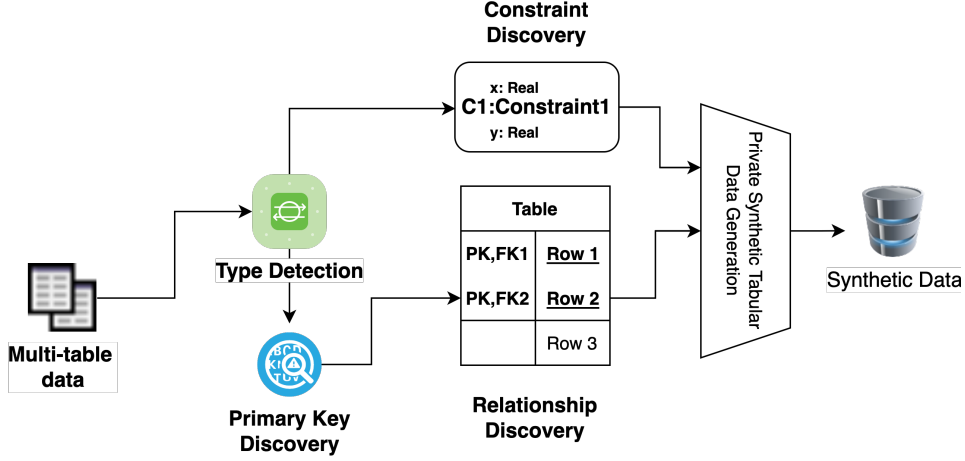 Constraint
Discovery
x: Real
C1:Constraint1
y: Real
Table
PK,FK1 Row 1
PK,FK2 Row 2
Row 3
Private Synthetic Tabular
Data Generation
Synthetic Data
Type Detection
Multi-table
data
Primary Key
Discovery
Relationship
Discovery